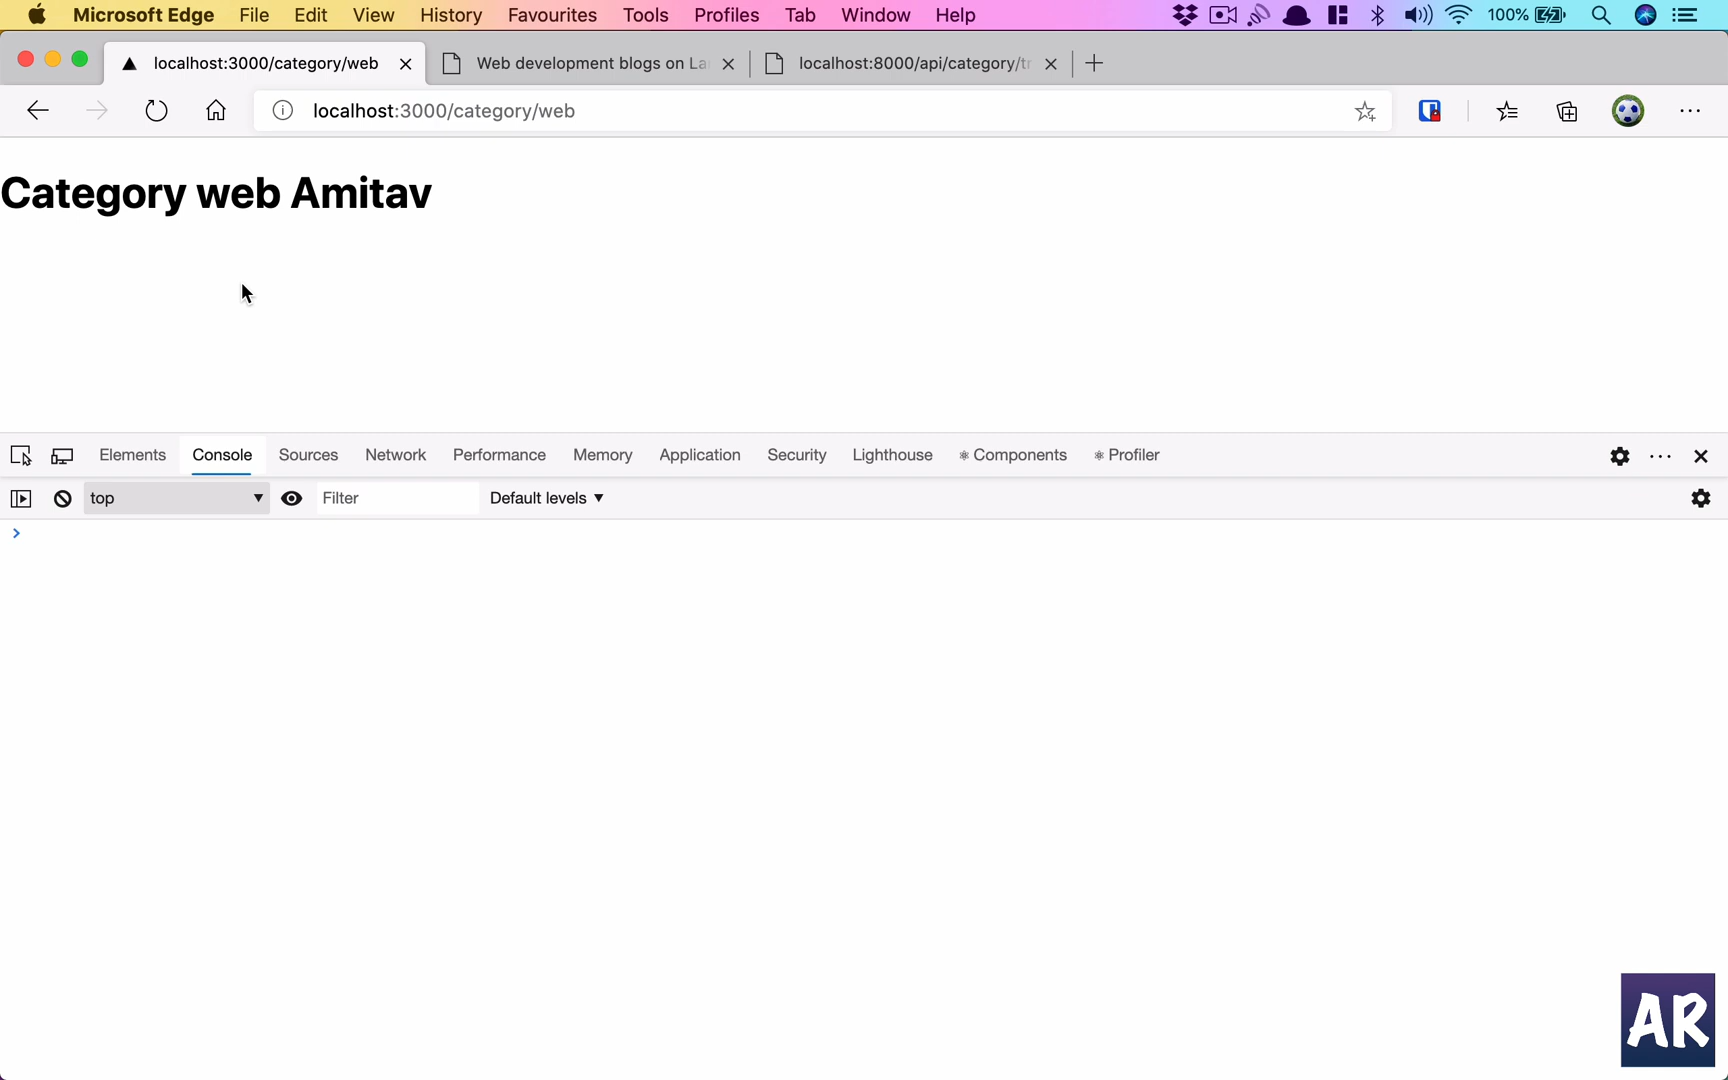 Microsoft Edge File Edit View History Favourites Tools Profiles Tab Window Help 100%
localhost:3000/category/web Web development blogs on La localhost:8000/api/category/tr
localhost:3000/category/web
Category web Amitav
Elements Console Sources Network Performance Memory Application Security Lighthouse Components Profiler
top Filter Default levels
AR